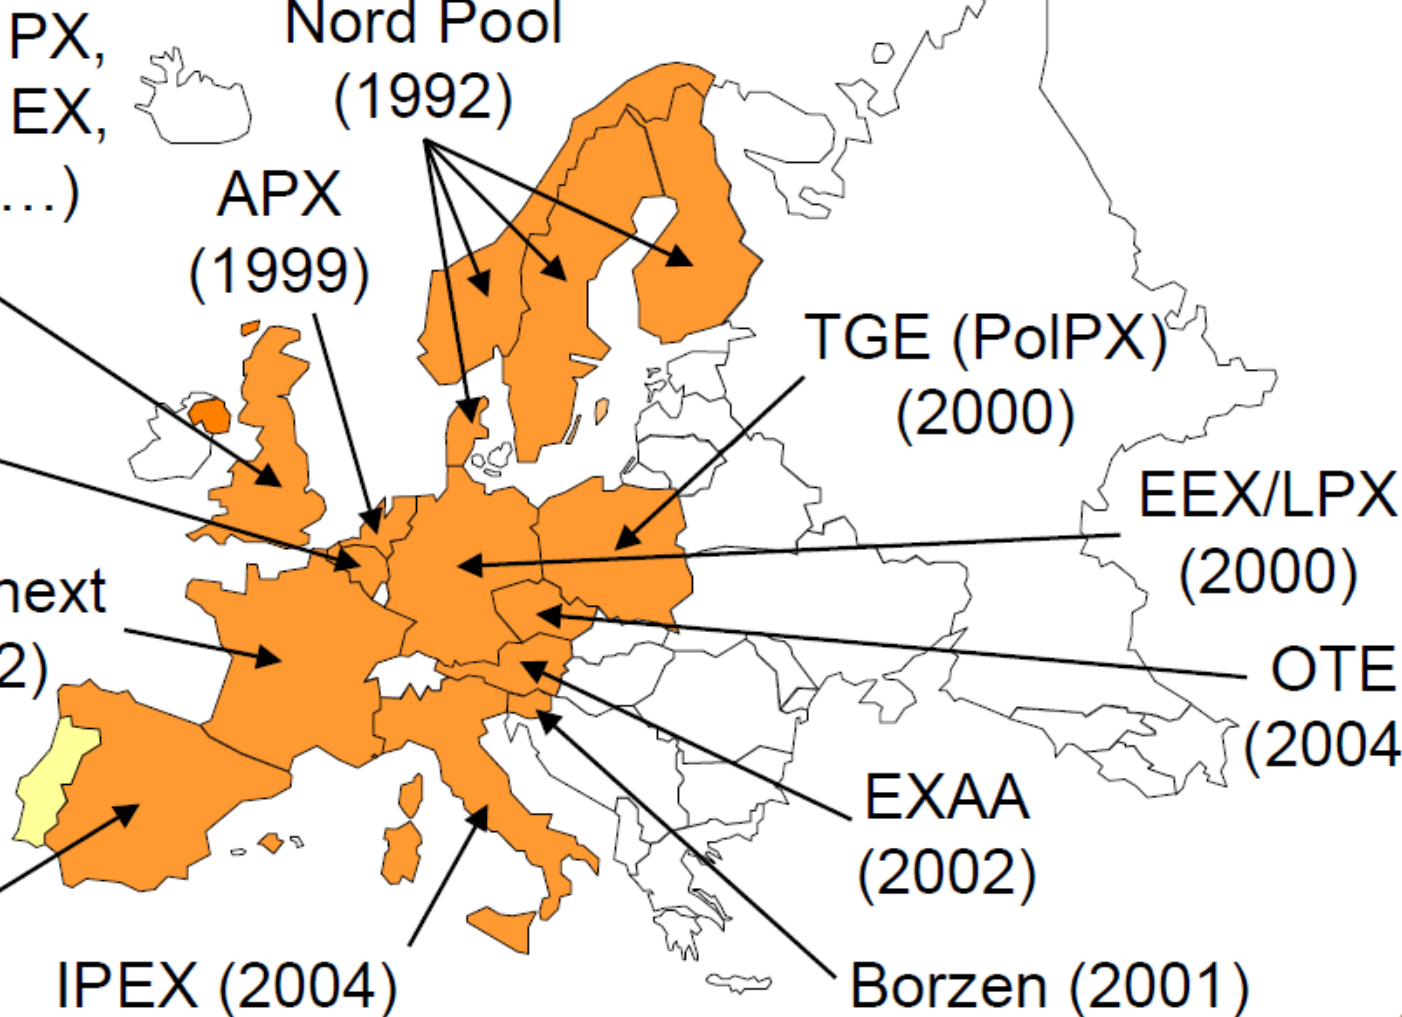 PX,
EX,
…)
Nord Pool
(1992)
APX
(1999)
TGE (PolPX)
(2000)
EEX/LPX
(2000)
next
2)
OTE
(2004
EXAA
(2002)
IPEX (2004)
Borzen (2001)